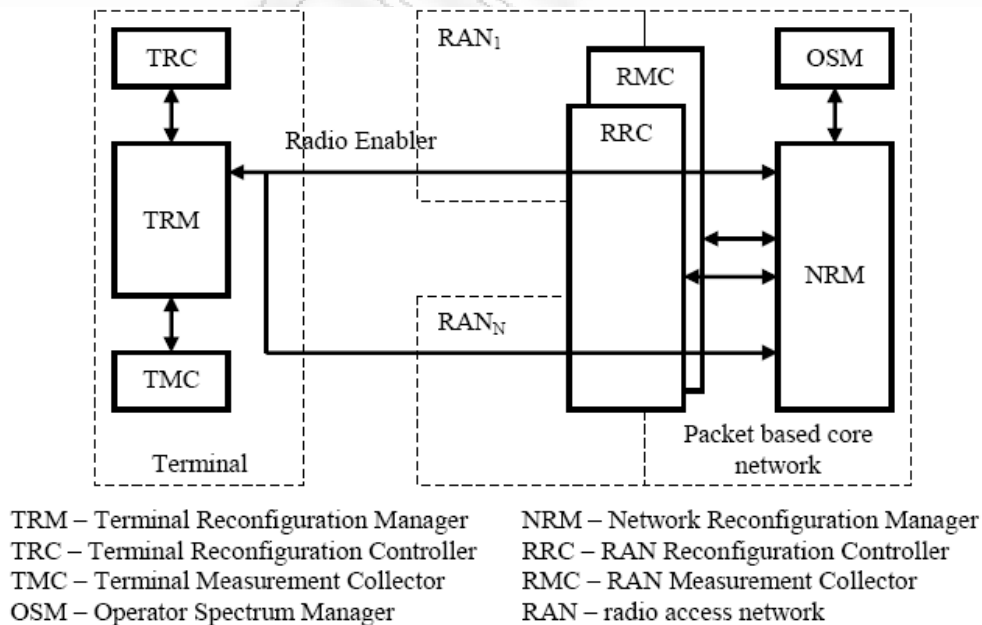 TRC
RAN₁
RMC
OSM
RRC
Radio Enabler
TRM
NRM
RAN_N
TMC
Terminal
Packet based core
network
TRM – Terminal Reconfiguration Manager
TRC – Terminal Reconfiguration Controller
TMC – Terminal Measurement Collector
OSM – Operator Spectrum Manager
NRM – Network Reconfiguration Manager
RRC – RAN Reconfiguration Controller
RMC – RAN Measurement Collector
RAN – radio access network